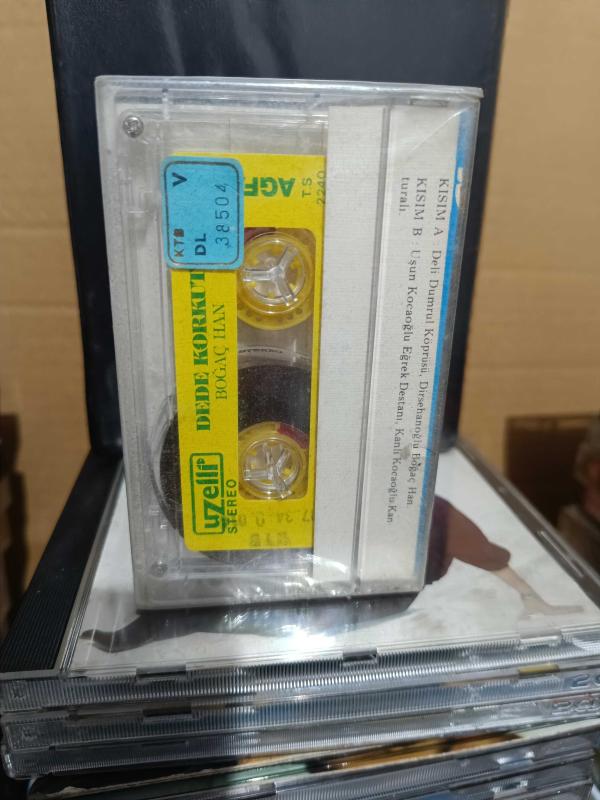 KISIM A : Deli Dumrul Köprüsü, Dirsehanoğlu Boğaç Han.
KISIM B : Uşun Kocaoğlu Eğrek Destanı, Kanlı Kocaoğlu Kan
turalı.
KTB V
DL 38504
AGF
T.S
2240
DEDE KORKUT
BOĞAÇ HAN
uzelli
STEREO